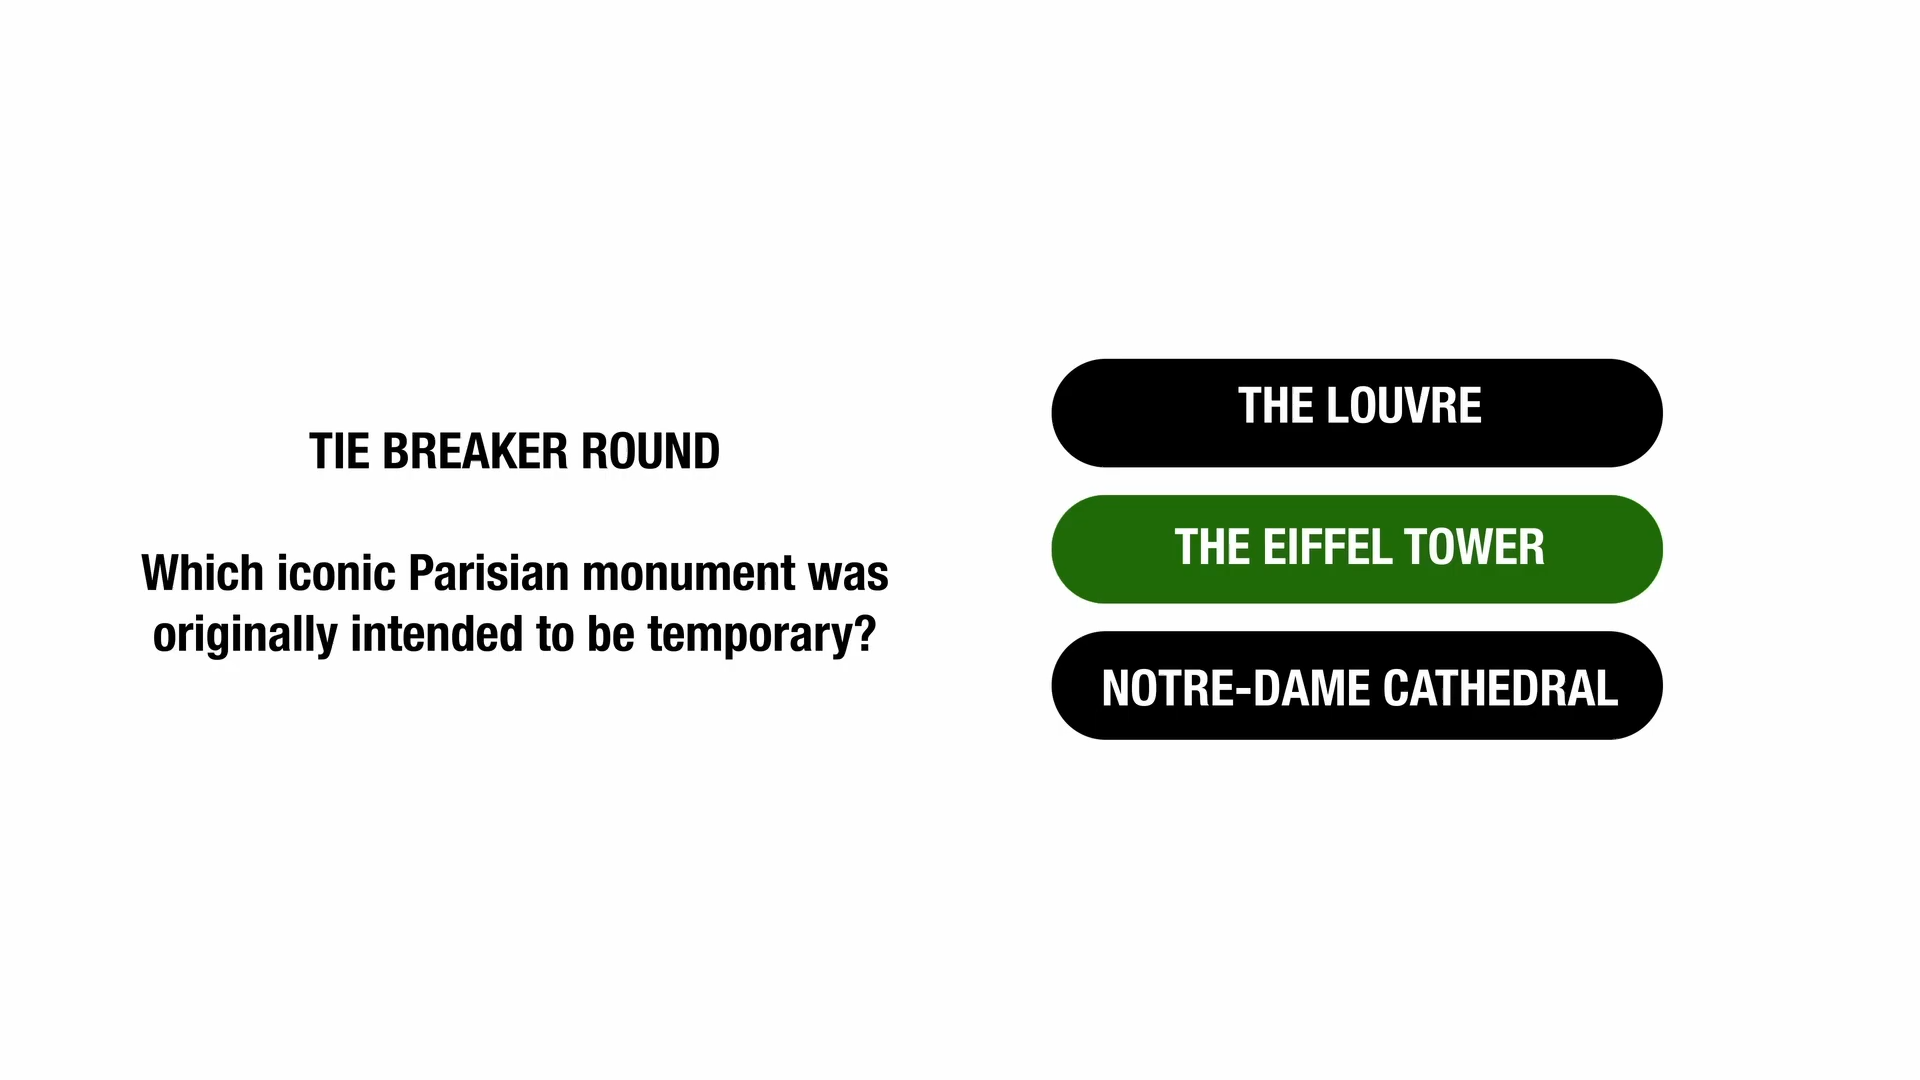 TIE BREAKER ROUND
Which iconic Parisian monument was
originally intended to be temporary?
THE LOUVRE
THE EIFFEL TOWER
NOTRE-DAME CATHEDRAL